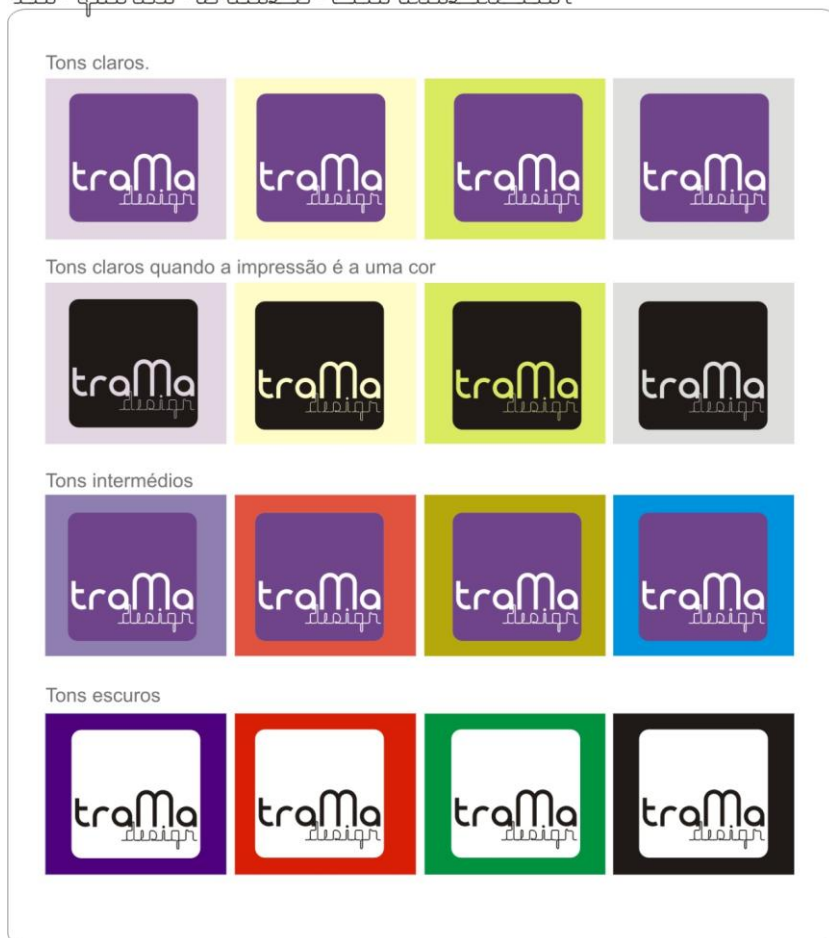 Tons claros.
traMa traMa traMa traMa
design design design design
Tons claros quando a impressão é a uma cor
traMa traMa traMa traMa
design design design design
Tons intermédios
traMa traMa traMa traMa
design design design design
Tons escuros
traMa traMa traMa traMa
design design design design